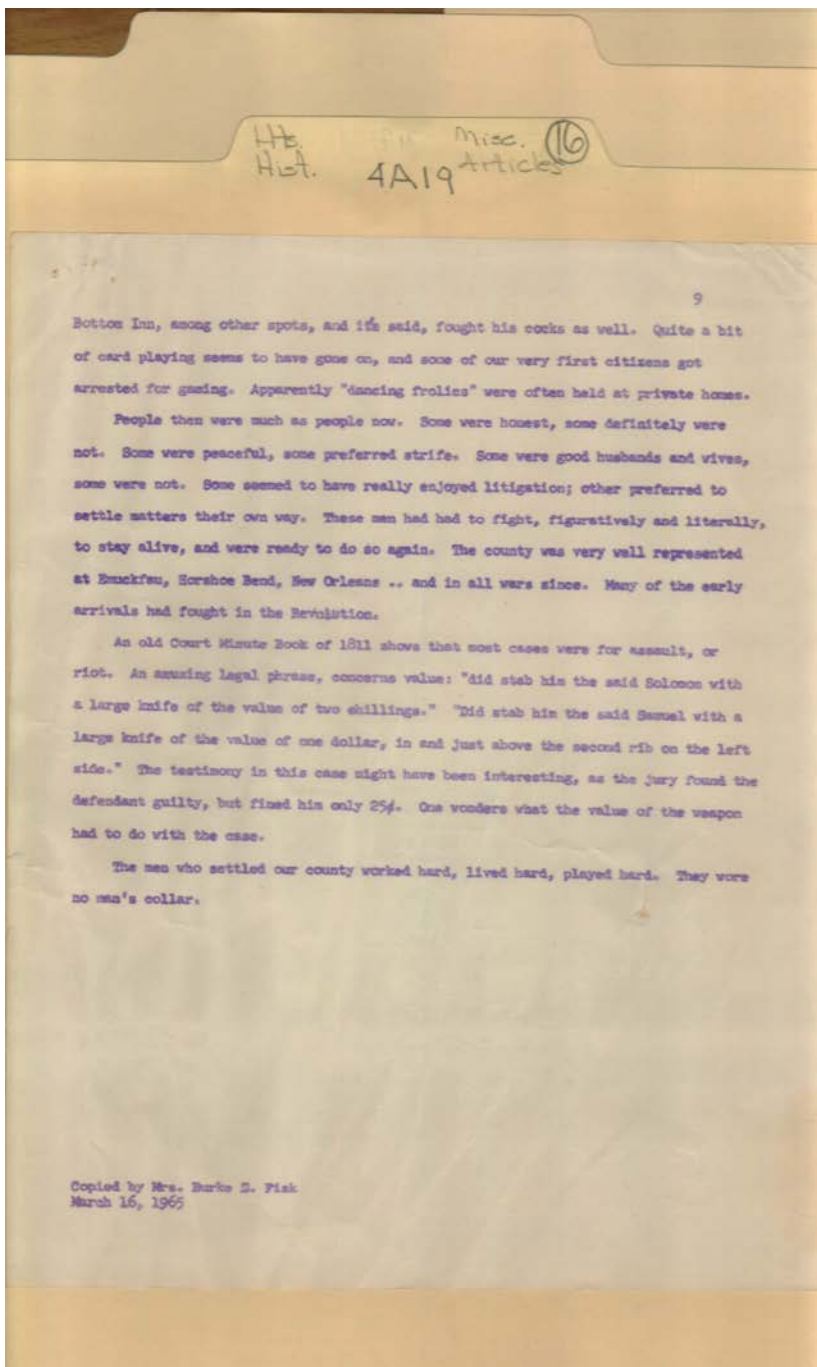 Hts. Misc. 16
Hist. 4A19 Articles
9
Bottom Inn, among other spots, and it's said, fought his cocks as well. Quite a bit
of card playing seems to have gone on, and some of our very first citizens got
arrested for gaming. Apparently "dancing frolics" were often held at private homes.
People then were much as people now. Some were honest, some definitely were
not. Some were peaceful, some preferred strife. Some were good husbands and wives,
some were not. Some seemed to have really enjoyed litigation; other preferred to
settle matters their own way. These men had had to fight, figuratively and literally,
to stay alive, and were ready to do so again. The county was very well represented
at Emuckfau, Horshoe Bend, New Orleans .. and in all wars since. Many of the early
arrivals had fought in the Revolution.
An old Court Minute Book of 1811 shows that most cases were for assault, or
riot. An amusing legal phrase, concerns value: "did stab him the said Solomon with
a large knife of the value of two shillings." "Did stab him the said Samuel with a
large knife of the value of one dollar, in and just above the second rib on the left
side." The testimony in this case might have been interesting, as the jury found the
defendant guilty, but fined him only 25¢. One wonders what the value of the weapon
had to do with the case.
The men who settled our county worked hard, lived hard, played hard. They wore
no man's collar.
Copied by Mrs. Burke S. Fisk
March 16, 1965